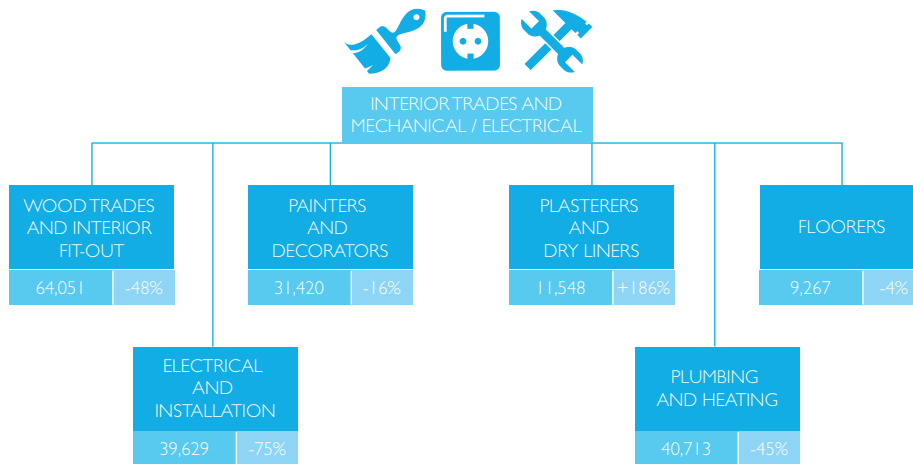 INTERIOR TRADES AND
MECHANICAL / ELECTRICAL
WOOD TRADES
AND INTERIOR
FIT-OUT
64,051 -48%
PAINTERS
AND
DECORATORS
31,420 -16%
PLASTERERS
AND
DRY LINERS
11,548 +186%
FLOORERS
9,267 -4%
ELECTRICAL
AND
INSTALLATION
39,629 -75%
PLUMBING
AND HEATING
40,713 -45%